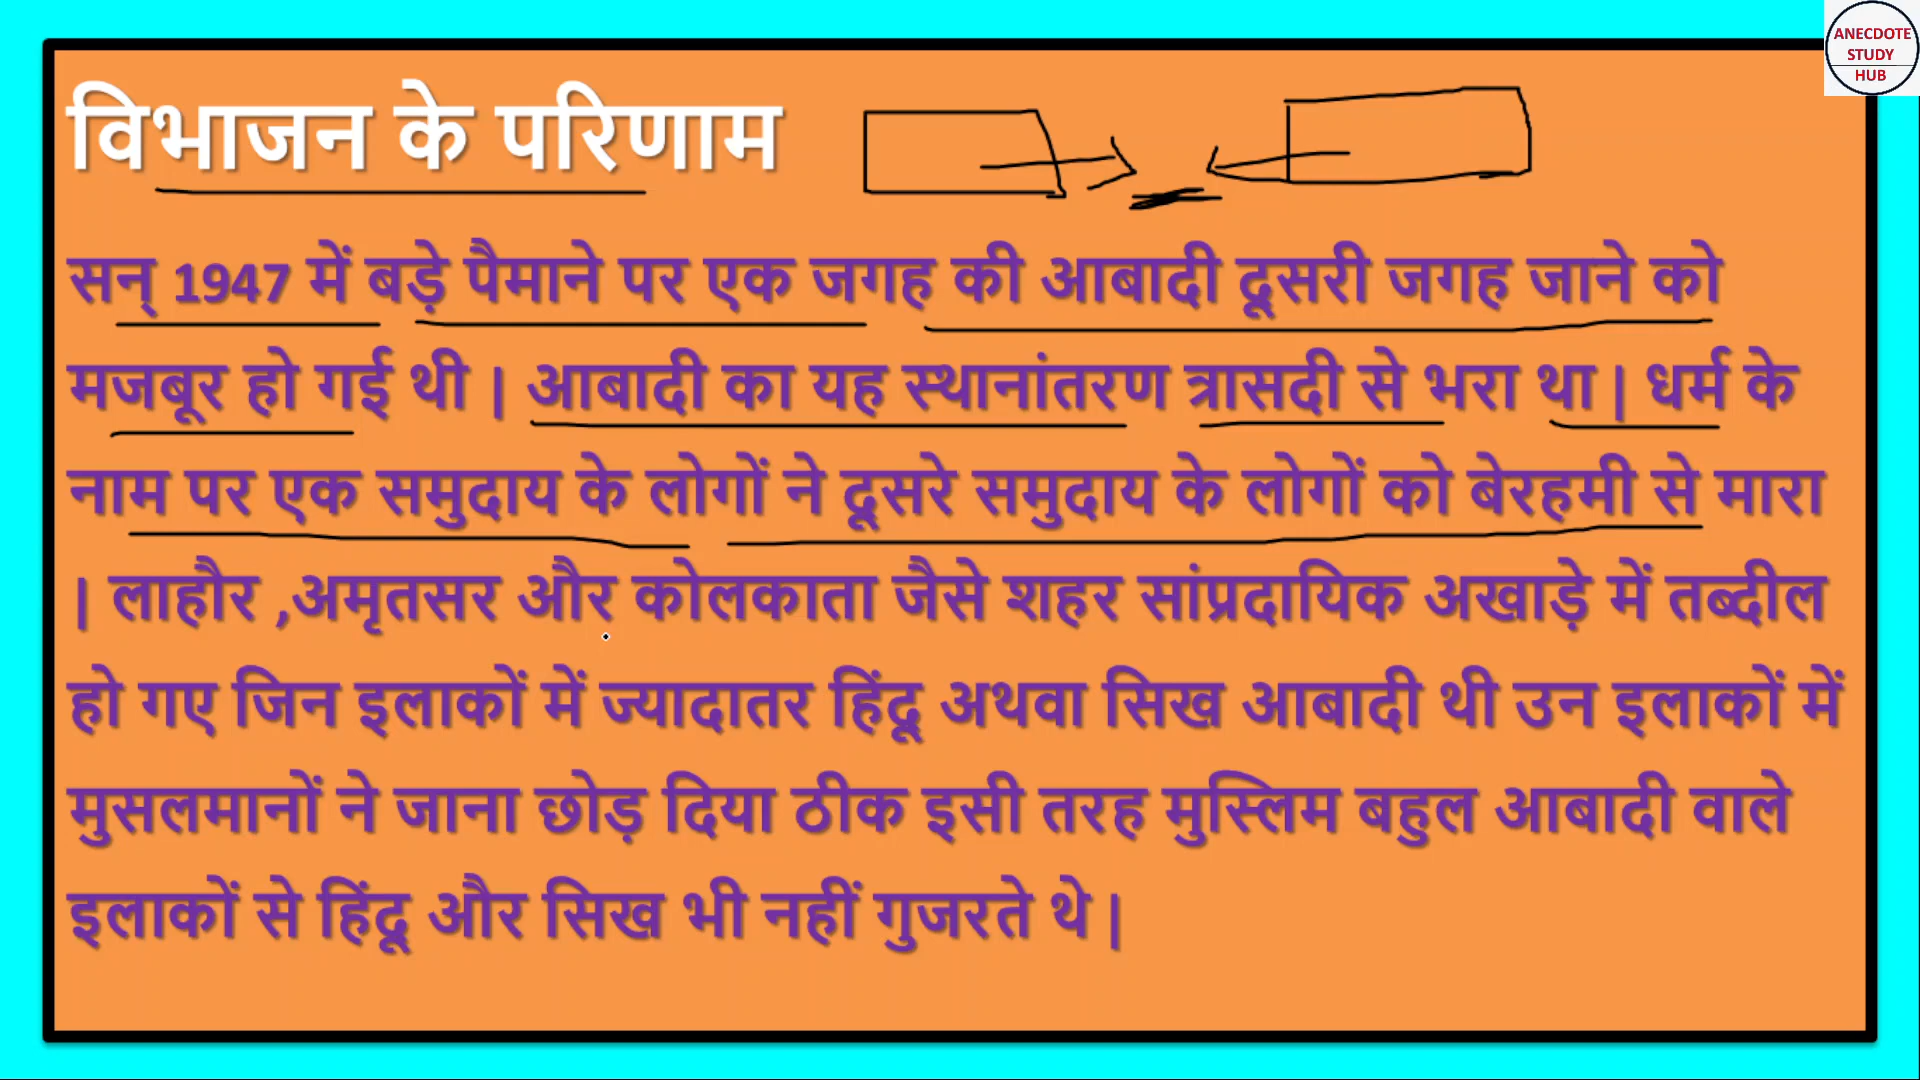 ANECDOTE
STUDY
HUB
विभाजन के परिणाम
सन् 1947 में बड़े पैमाने पर एक जगह की आबादी दूसरी जगह जाने को
मजबूर हो गई थी | आबादी का यह स्थानांतरण त्रासदी से भरा था | धर्म के
नाम पर एक समुदाय के लोगों ने दूसरे समुदाय के लोगों को बेरहमी से मारा
| लाहौर ,अमृतसर और कोलकाता जैसे शहर सांप्रदायिक अखाड़े में तब्दील
हो गए जिन इलाकों में ज्यादातर हिंदू अथवा सिख आबादी थी उन इलाकों में
मुसलमानों ने जाना छोड़ दिया ठीक इसी तरह मुस्लिम बहुल आबादी वाले
इलाकों से हिंदू और सिख भी नहीं गुजरते थे |